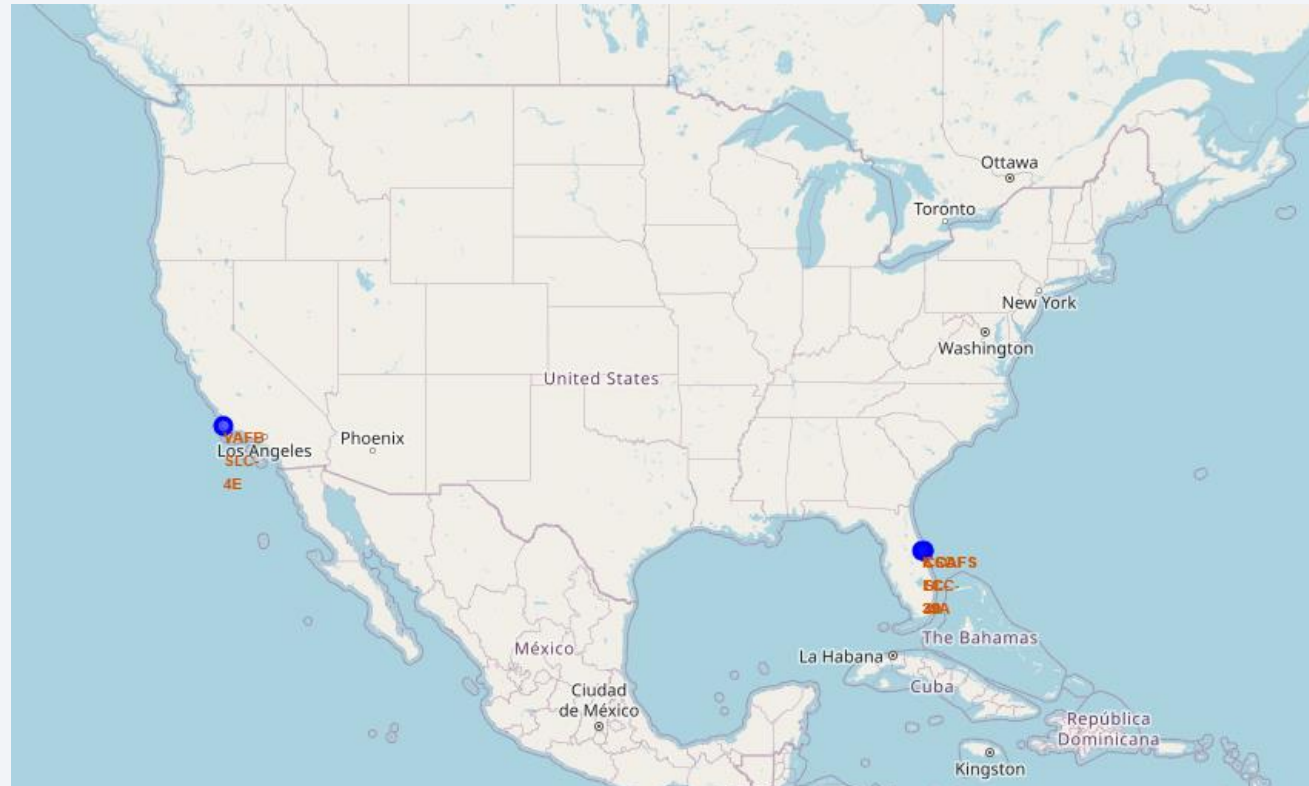 Ottawa
Toronto
New York
Washington
United States
Phoenix
VAFB
Los Angeles
SLC-
4E
The Bahamas
La Habana
México
Cuba
Ciudad
de México
República
Dominicana
Kingston